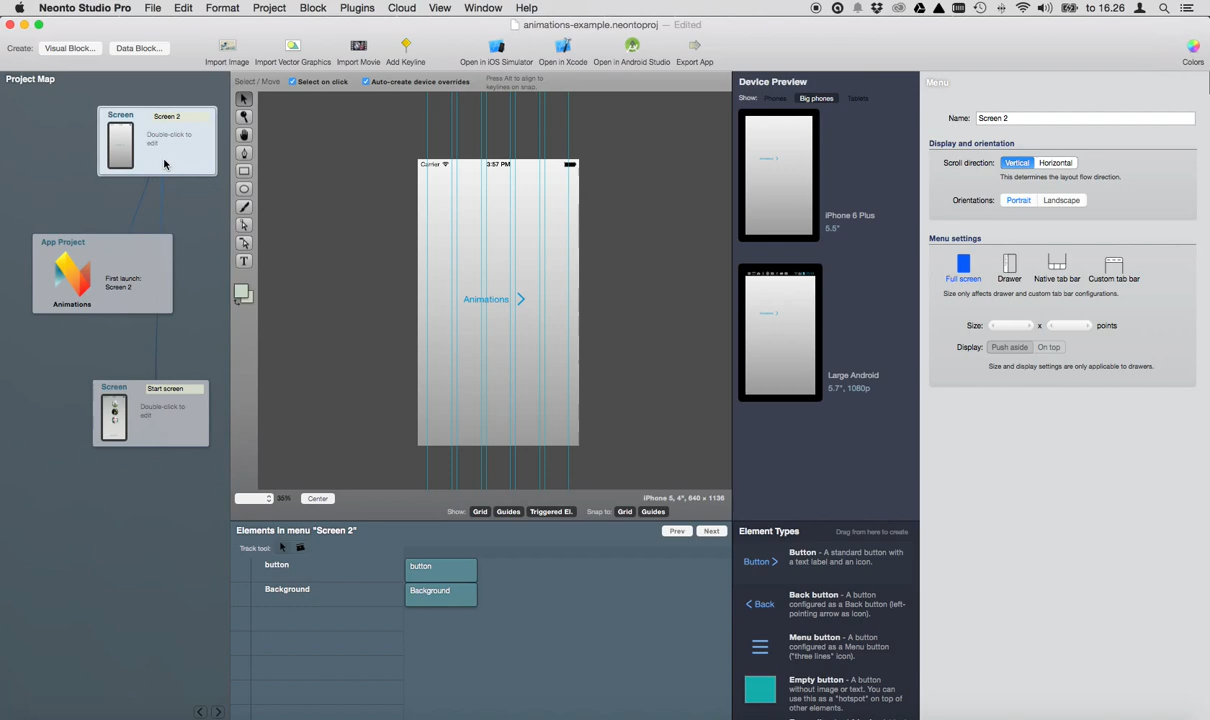 Neonto Studio Pro File Edit Format Project Block Plugins Cloud View Window Help
to 16.26
animations-example.neontoproj — Edited
Create: Visual Block... Data Block...
Import Image Import Vector Graphics Import Movie Add Keyline Open in iOS Simulator Open in Xcode Open in Android Studio Export App Colors
Project Map
Screen
Screen 2
Double-click to
edit
App Project
First launch:
Screen 2
Animations
Screen
Start screen
Double-click to
edit
Select / Move Select on click Auto-create device overrides
Press Alt to align to
keylines on snap.
T
Carrier 3:57 PM
Animations
35% Center iPhone 5, 4", 640 × 1136
Show: Grid Guides Triggered El. Snap to: Grid Guides
Elements in menu "Screen 2" Prev Next
Track tool:
button button
Background Background
Device Preview
Show: Phones Big phones Tablets
iPhone 6 Plus
5.5"
Large Android
5.7", 1080p
Element Types Drag from here to create
Button >
Button - A standard button with
a text label and an icon.
< Back
Back button - A button
configured as a Back button (left-
pointing arrow as icon).
Menu button - A button
configured as a Menu button
("three lines" icon).
Empty button - A button
without image or text. You can
use this as a "hotspot" on top of
other elements.
Menu
Name: Screen 2
Display and orientation
Scroll direction: Vertical Horizontal
This determines the layout flow direction.
Orientations: Portrait Landscape
Menu settings
Full screen Drawer Native tab bar Custom tab bar
Size only affects drawer and custom tab bar configurations.
Size: x points
Display: Push aside On top
Size and display settings are only applicable to drawers.